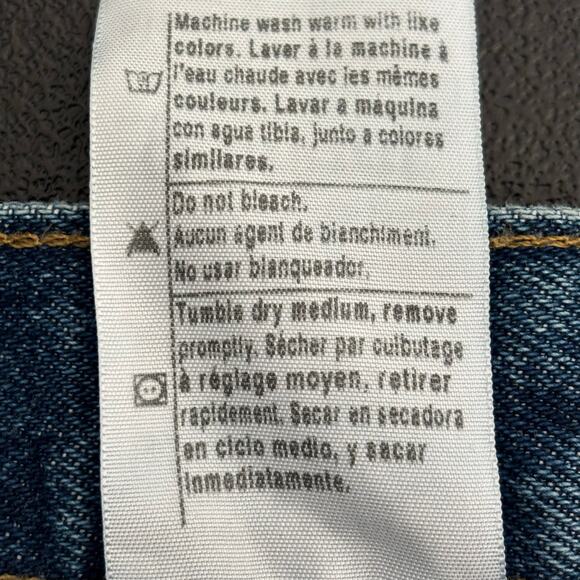 Machine wash warm with like
colors. Laver à la machine à
l'eau chaude avec les mêmes
couleurs. Lavar a maquina
con agua tibia, junto a colores
similares.
Do not bleach.
Aucun agent de blanchiment.
No usar blanqueador.
Tumble dry medium, remove
promptly. Sécher par culbutage
à réglage moyen, retirer
rapidement. Secar en secadora
en ciclo medio, y sacar
inmediatamente.